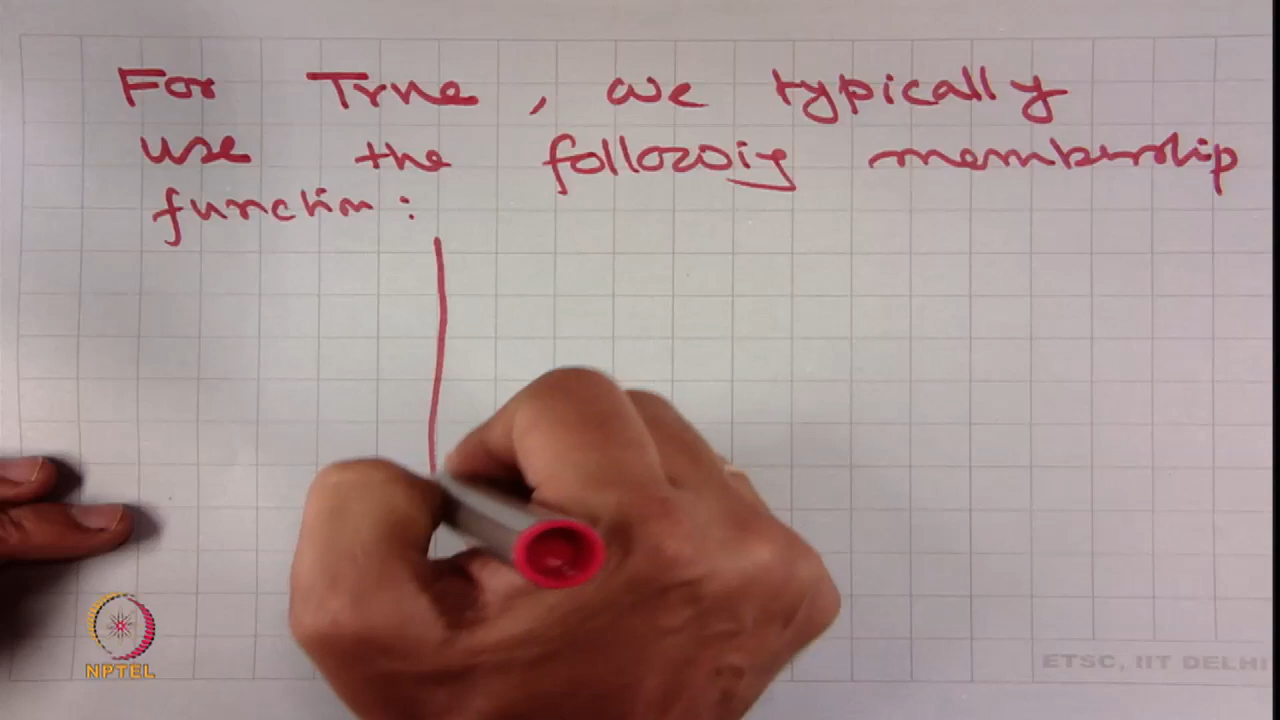 For True, we typically
use the following membership
function:
NPTEL
ETSC, IIT DELHI